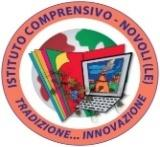 ISTITUTO COMPRENSIVO - NOVOLI (LE)
TRADIZIONE... INNOVAZIONE